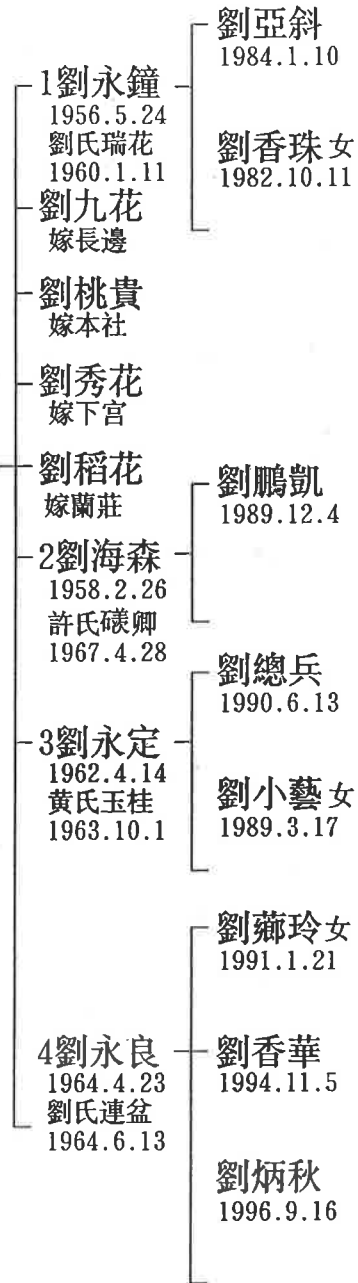 1劉永鐘
1956.5.24
劉氏瑞花
1960.1.11
劉亞斜
1984.1.10
劉香珠 女
1982.10.11
劉九花
嫁長邊
劉桃貴
嫁本社
劉秀花
嫁下宫
劉稻花
嫁蘭莊
2劉海森
1958.2.26
許氏礈卿
1967.4.28
劉鵬凱
1989.12.4
3劉永定
1962.4.14
黄氏玉桂
1963.10.1
劉總兵
1990.6.13
劉小藝 女
1989.3.17
4劉永良
1964.4.23
劉氏連盆
1964.6.13
劉薌玲 女
1991.1.21
劉香華
1994.11.5
劉炳秋
1996.9.16